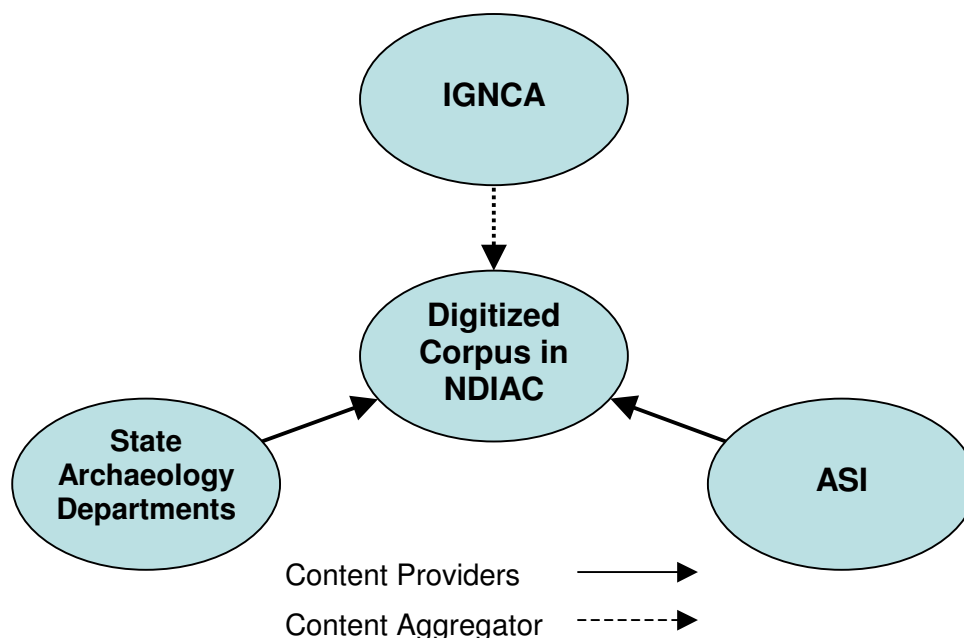 IGNCA
Digitized
Corpus in
NDIAC
State
Archaeology
Departments
ASI
Content Providers
Content Aggregator